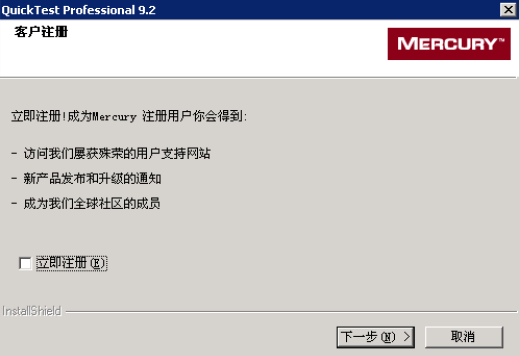 QuickTest Professional 9.2
客户注册
MERCURY™
立即注册!成为Mercury 注册用户你会得到:
- 访问我们屡获殊荣的用户支持网站
- 新产品发布和升级的通知
- 成为我们全球社区的成员
立即注册(E)
InstallShield
下一步(N) >
取消